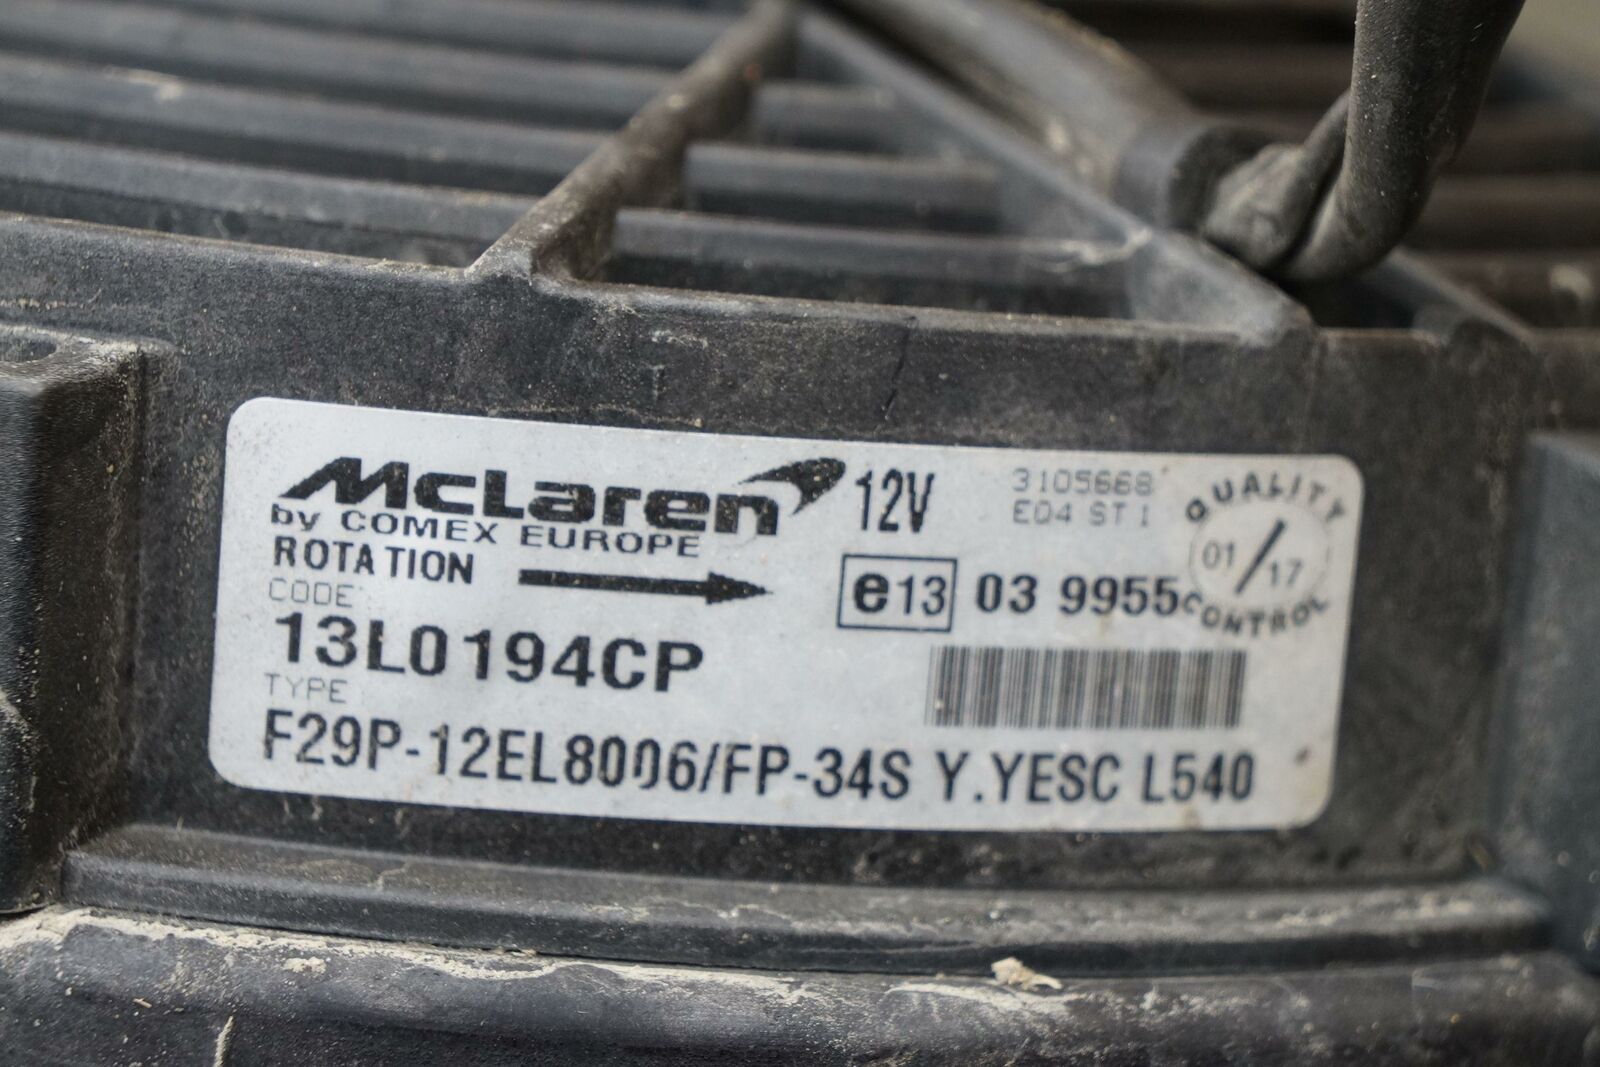 McLaren 12V 3105668
by COMEX EUROPE EQ4 ST 1
QUALITY
01/17
CONTROL
ROTATION
e13 03 9955
CODE
13L0194CP
TYPE
F29P-12EL8006/FP-34S Y.YESC L540